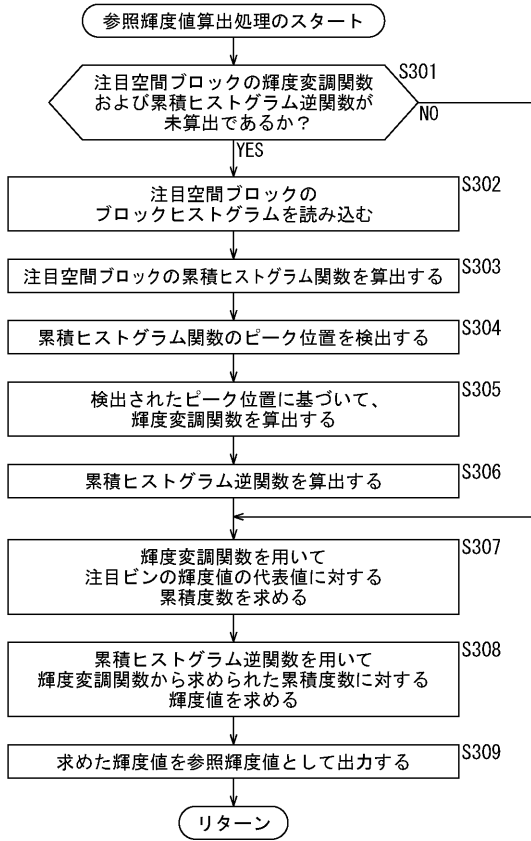 参照輝度値算出処理のスタート
注目空間ブロックの輝度変調関数
および累積ヒストグラム逆関数が
未算出であるか？
S301
NO
YES
注目空間ブロックの
ブロックヒストグラムを読み込む
S302
注目空間ブロックの累積ヒストグラム関数を算出する
S303
累積ヒストグラム関数のピーク位置を検出する
S304
検出されたピーク位置に基づいて、
輝度変調関数を算出する
S305
累積ヒストグラム逆関数を算出する
S306
輝度変調関数を用いて
注目ビンの輝度値の代表値に対する
累積度数を求める
S307
累積ヒストグラム逆関数を用いて
輝度変調関数から求められた累積度数に対する
輝度値を求める
S308
求めた輝度値を参照輝度値として出力する
S309
リターン